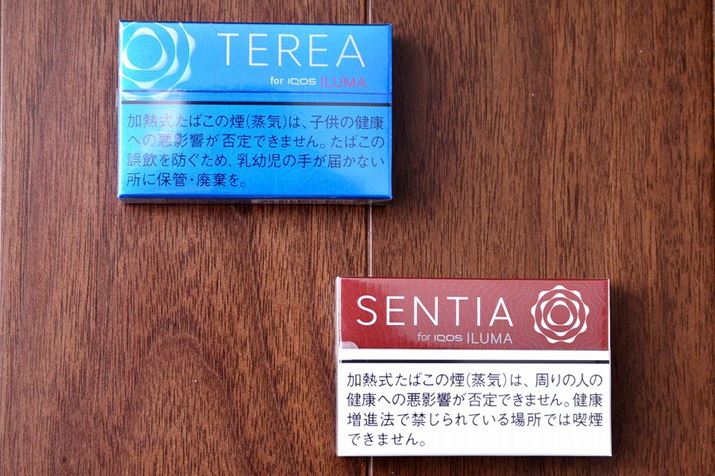 TEREA
for IQOS ILUMA
加熱式たばこの煙(蒸気)は、子供の健康
への悪影響が否定できません。たばこの
誤飲を防ぐため、乳幼児の手が届かない
所に保管・廃棄を。
SENTIA
for IQOS ILUMA
加熱式たばこの煙(蒸気)は、周りの人の
健康への悪影響が否定できません。健康
増進法で禁じられている場所では喫煙
できません。